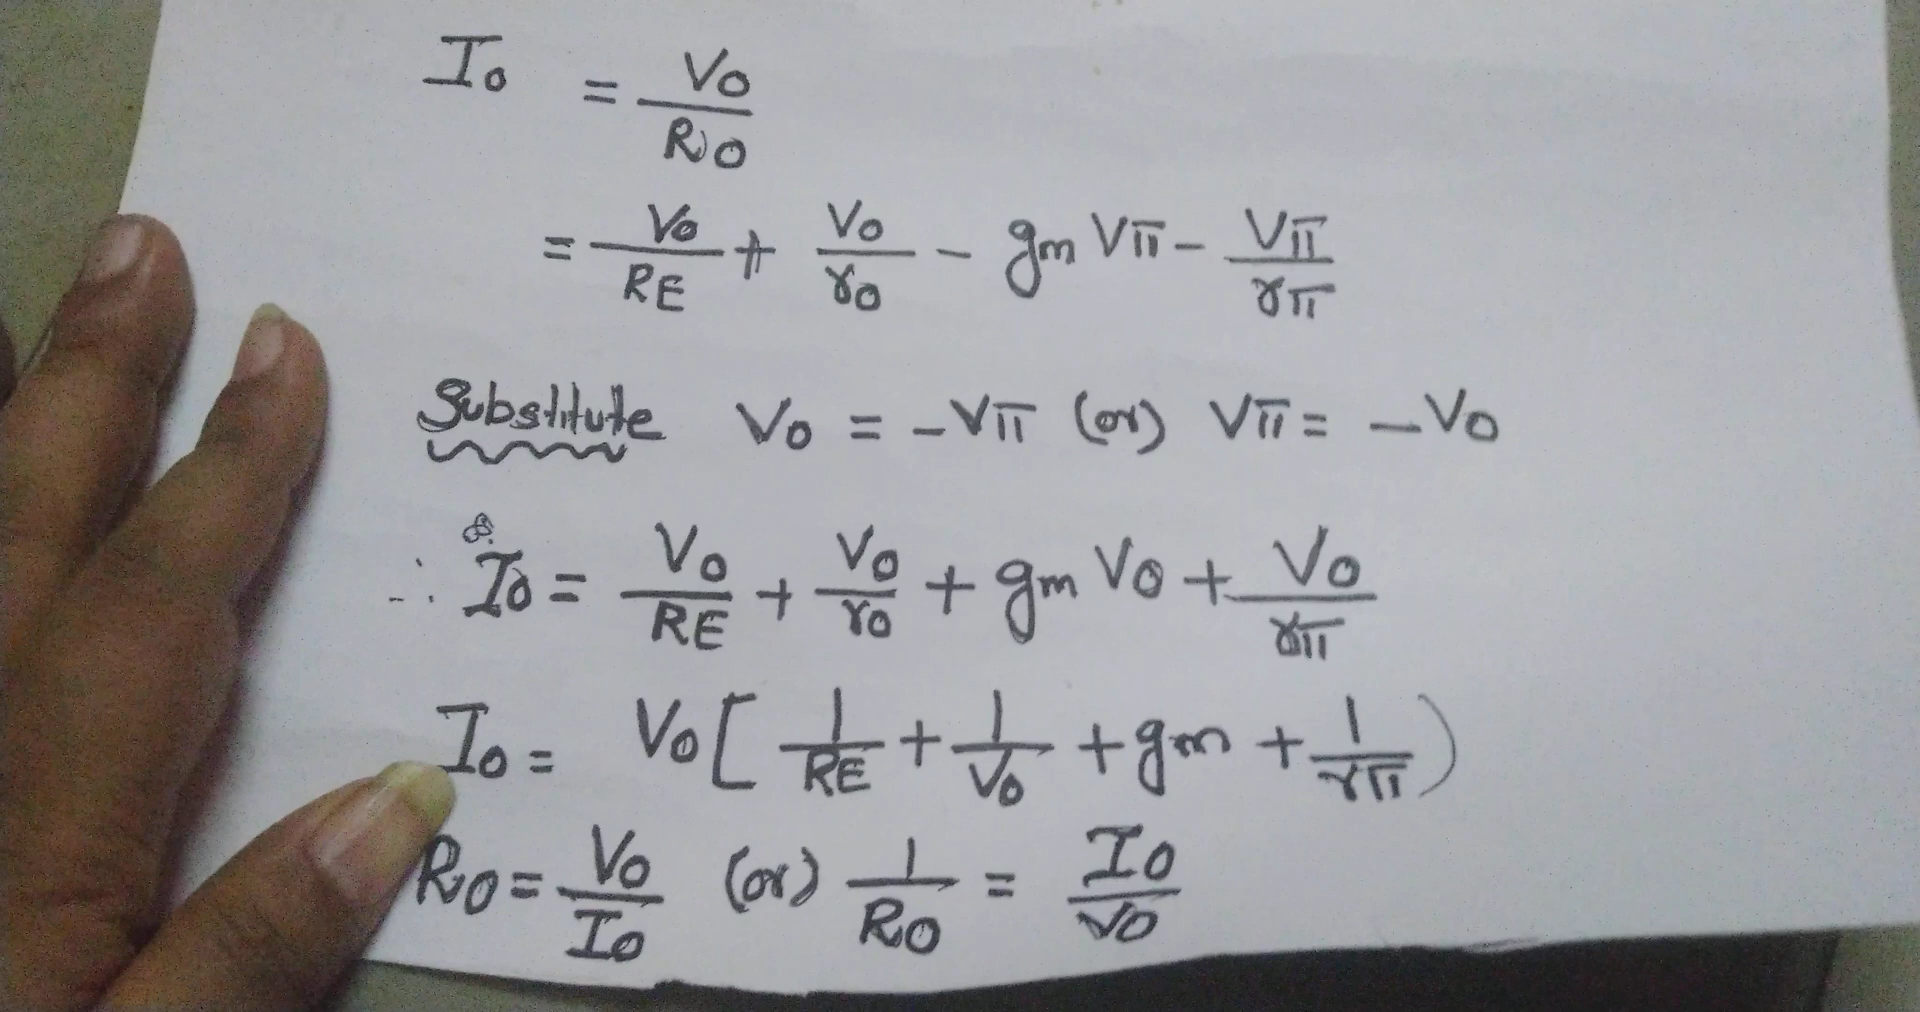 Io = Vo/Ro
= Vo/RE + Vo/ro - gm Vπ - Vπ/rπ
Substitute Vo = -Vπ (or) Vπ = -Vo
∴ Io = Vo/RE + Vo/ro + gm Vo + Vo/rπ
Io = Vo[1/RE + 1/Vo + gm + 1/rπ)
Ro = Vo/Io (or) 1/Ro = Io/Vo